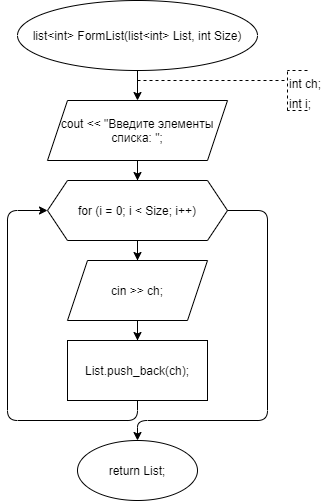 list<int> FormList(list<int> List, int Size)
int ch;
int i;
cout << "Введите элементы
списка: ";
for (i = 0; i < Size; i++)
cin >> ch;
List.push_back(ch);
return List;